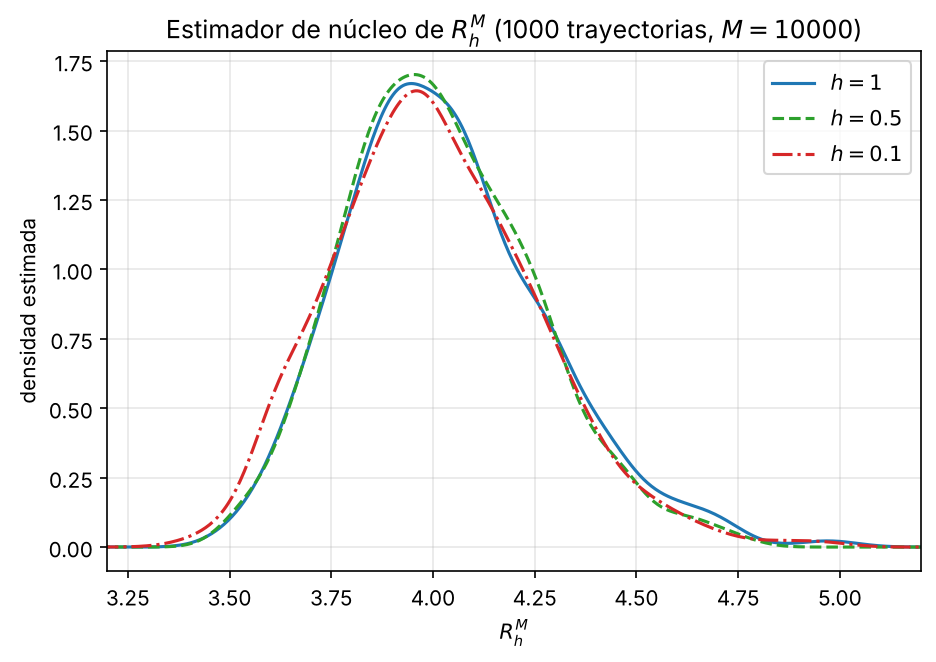 Estimador de núcleo de $R_h^M$ (1000 trayectorias, $M = 10000$)
densidad estimada
1.75
1.50
1.25
1.00
0.75
0.50
0.25
0.00
$h = 1$
$h = 0.5$
$h = 0.1$
3.25 3.50 3.75 4.00 4.25 4.50 4.75 5.00
$R_h^M$